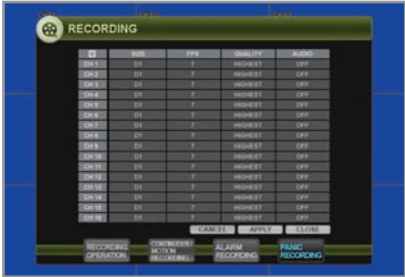 RECORDING
SIZE FPS QUALITY AUDIO
CH 1 D1 7 HIGHEST OFF
CH 2 D1 7 HIGHEST OFF
CH 3 D1 7 HIGHEST OFF
CH 4 D1 7 HIGHEST OFF
CH 5 D1 7 HIGHEST OFF
CH 6 D1 7 HIGHEST OFF
CH 7 D1 7 HIGHEST OFF
CH 8 D1 7 HIGHEST OFF
CH 9 D1 7 HIGHEST OFF
CH 10 D1 7 HIGHEST OFF
CH 11 D1 7 HIGHEST OFF
CH 12 D1 7 HIGHEST OFF
CH 13 D1 7 HIGHEST OFF
CH 14 D1 7 HIGHEST OFF
CH 15 D1 7 HIGHEST OFF
CH 16 D1 7 HIGHEST OFF
CANCEL APPLY CLOSE
RECORDING OPERATION
CONTINUOUS/ MOTION RECORDING
ALARM RECORDING
PANIC RECORDING